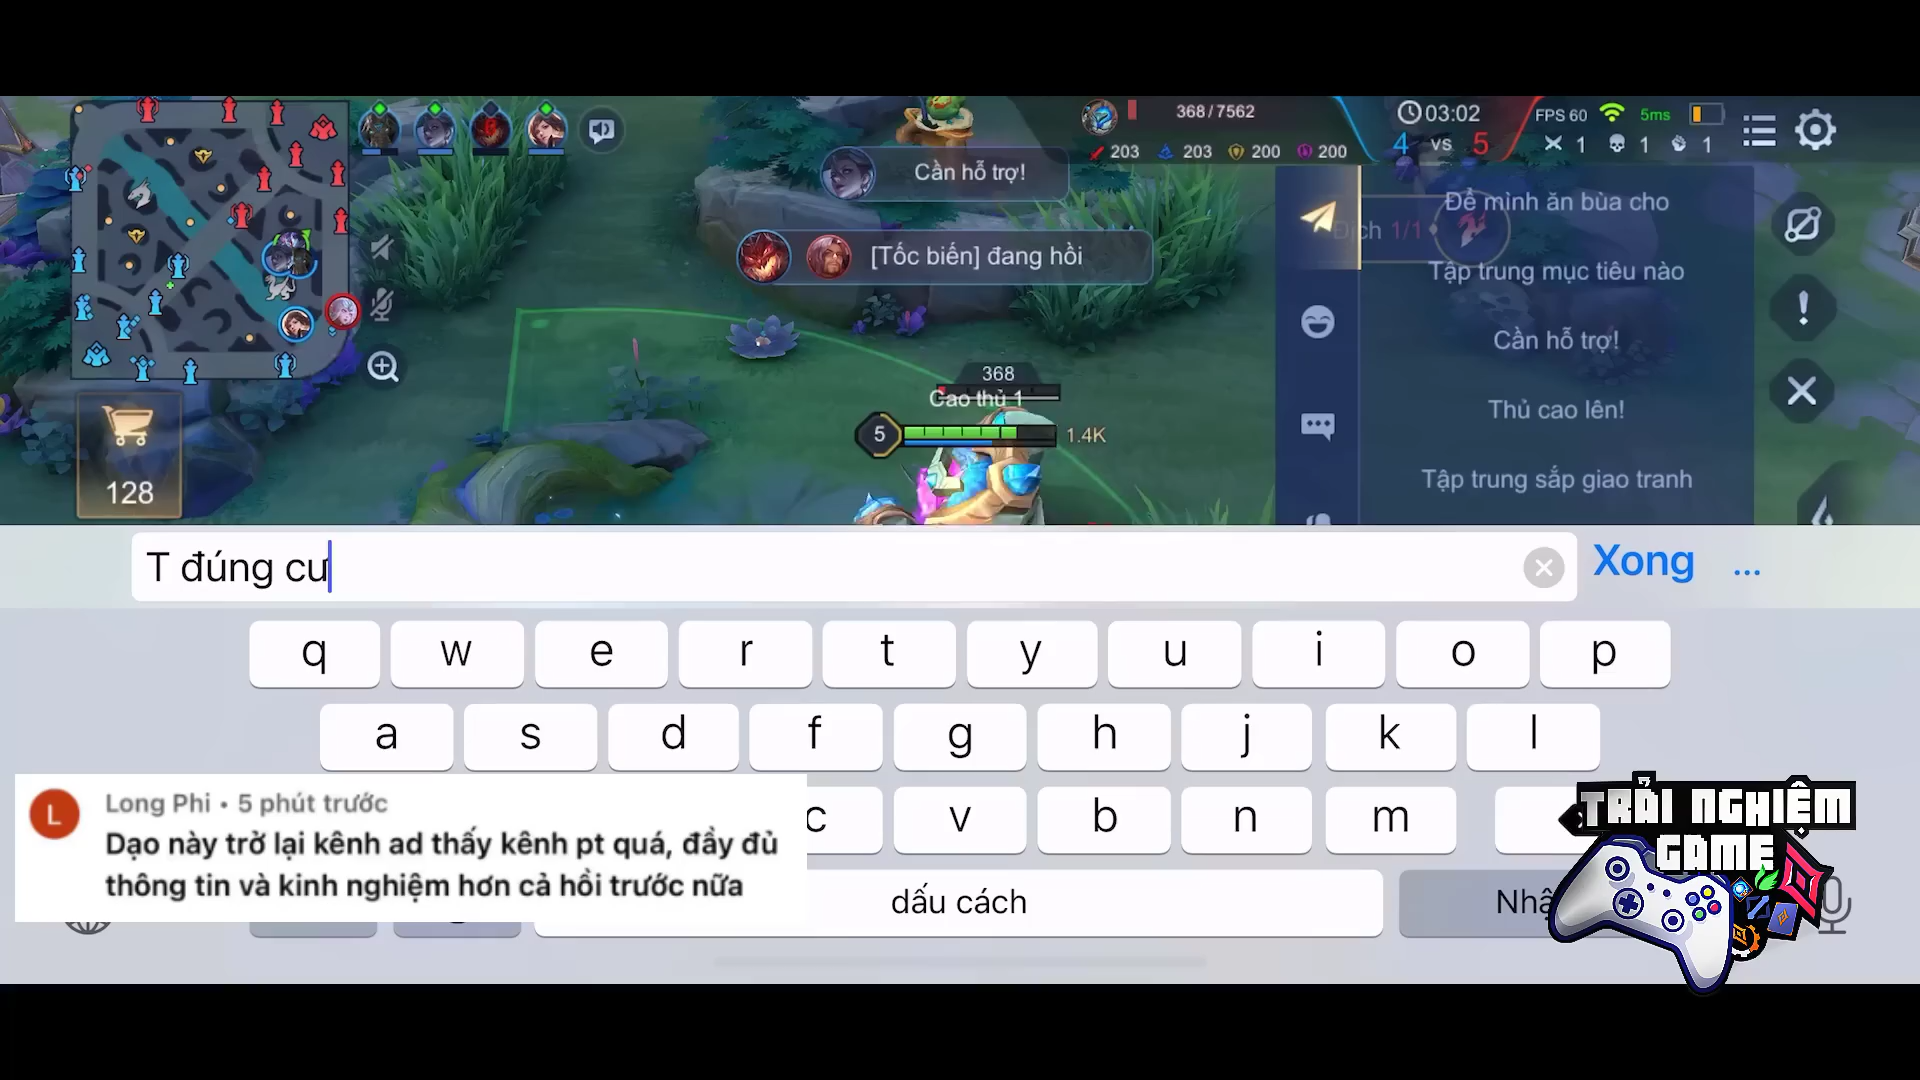 368/7562
203
203
200
200
03:02
4 vs 5
FPS 60
5ms
1
1
1
Cần hỗ trợ!
[Tốc biến] đang hồi
Địch 1/1
Để mình ăn bùa cho
Tập trung mục tiêu nào
Cần hỗ trợ!
Thủ cao lên!
Tập trung sắp giao tranh
368
Cao thủ 1
5
1.4K
128
T đúng cư
Xong
...
q w e r t y u i o p
a s d f g h j k l
c v b n m
dấu cách
Nhậ
L
Long Phi • 5 phút trước
Dạo này trở lại kênh ad thấy kênh pt quá, đầy đủ
thông tin và kinh nghiệm hơn cả hồi trước nữa
TRẢI NGHIỆM
GAME